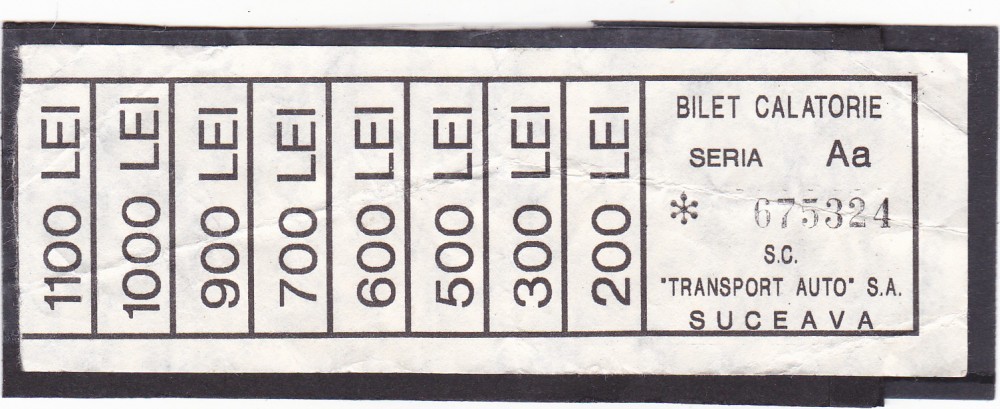 1100 LEI
1000 LEI
900 LEI
700 LEI
600 LEI
500 LEI
300 LEI
200 LEI
BILET CALATORIE
SERIA Aa
* 675324
S.C.
"TRANSPORT AUTO" S.A.
SUCEAVA